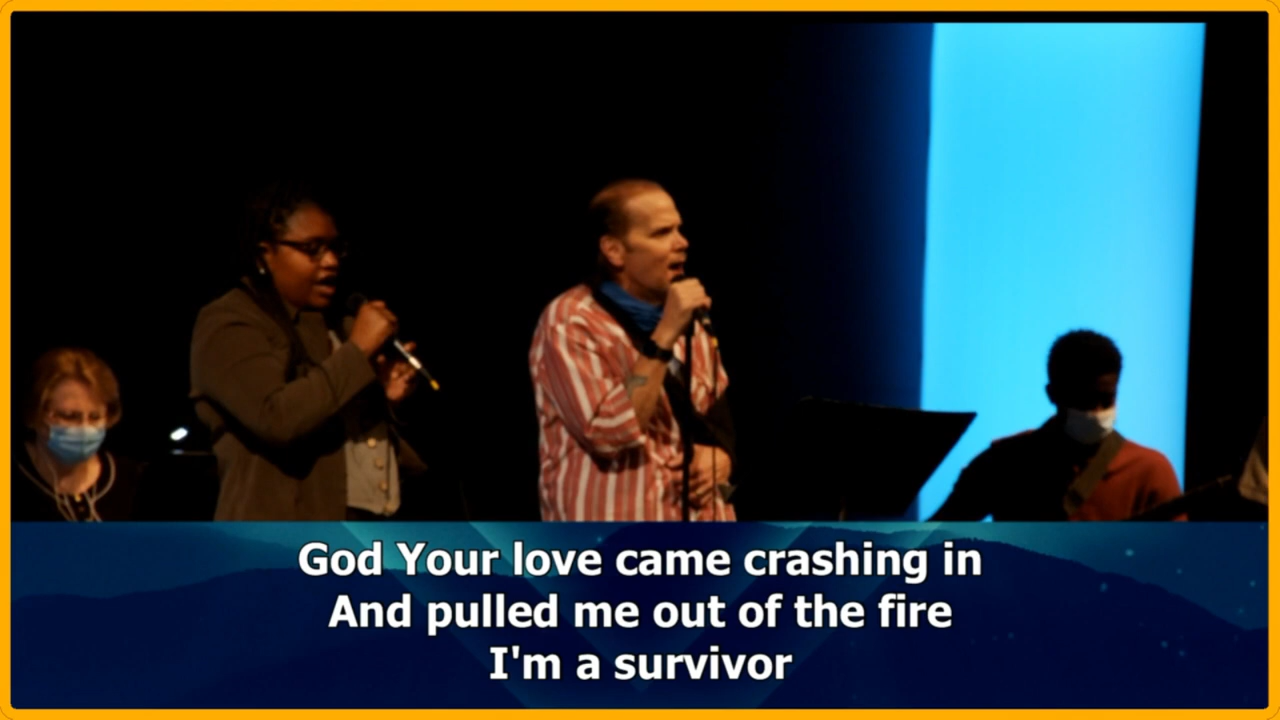 God Your love came crashing in
And pulled me out of the fire
I'm a survivor